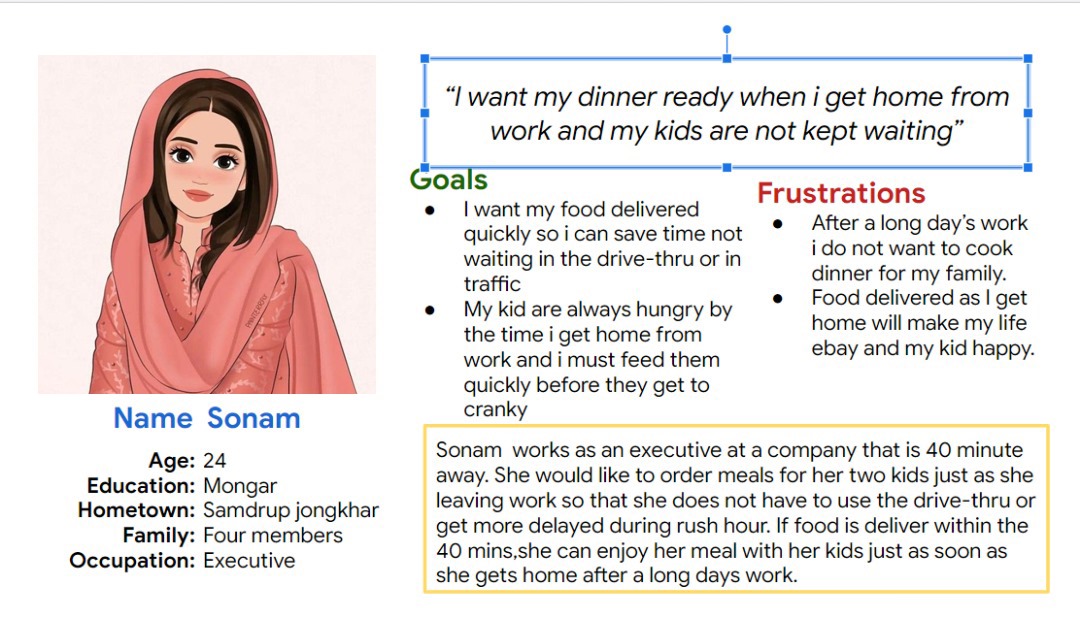 “I want my dinner ready when i get home from
work and my kids are not kept waiting”
Goals
● I want my food delivered
quickly so i can save time not
waiting in the drive-thru or in
traffic
● My kid are always hungry by
the time i get home from
work and i must feed them
quickly before they get to
cranky
Frustrations
● After a long day’s work
i do not want to cook
dinner for my family.
● Food delivered as I get
home will make my life
ebay and my kid happy.
Name Sonam
Age: 24
Education: Mongar
Hometown: Samdrup jongkhar
Family: Four members
Occupation: Executive
Sonam works as an executive at a company that is 40 minute
away. She would like to order meals for her two kids just as she
leaving work so that she does not have to use the drive-thru or
get more delayed during rush hour. If food is deliver within the
40 mins,she can enjoy her meal with her kids just as soon as
she gets home after a long days work.